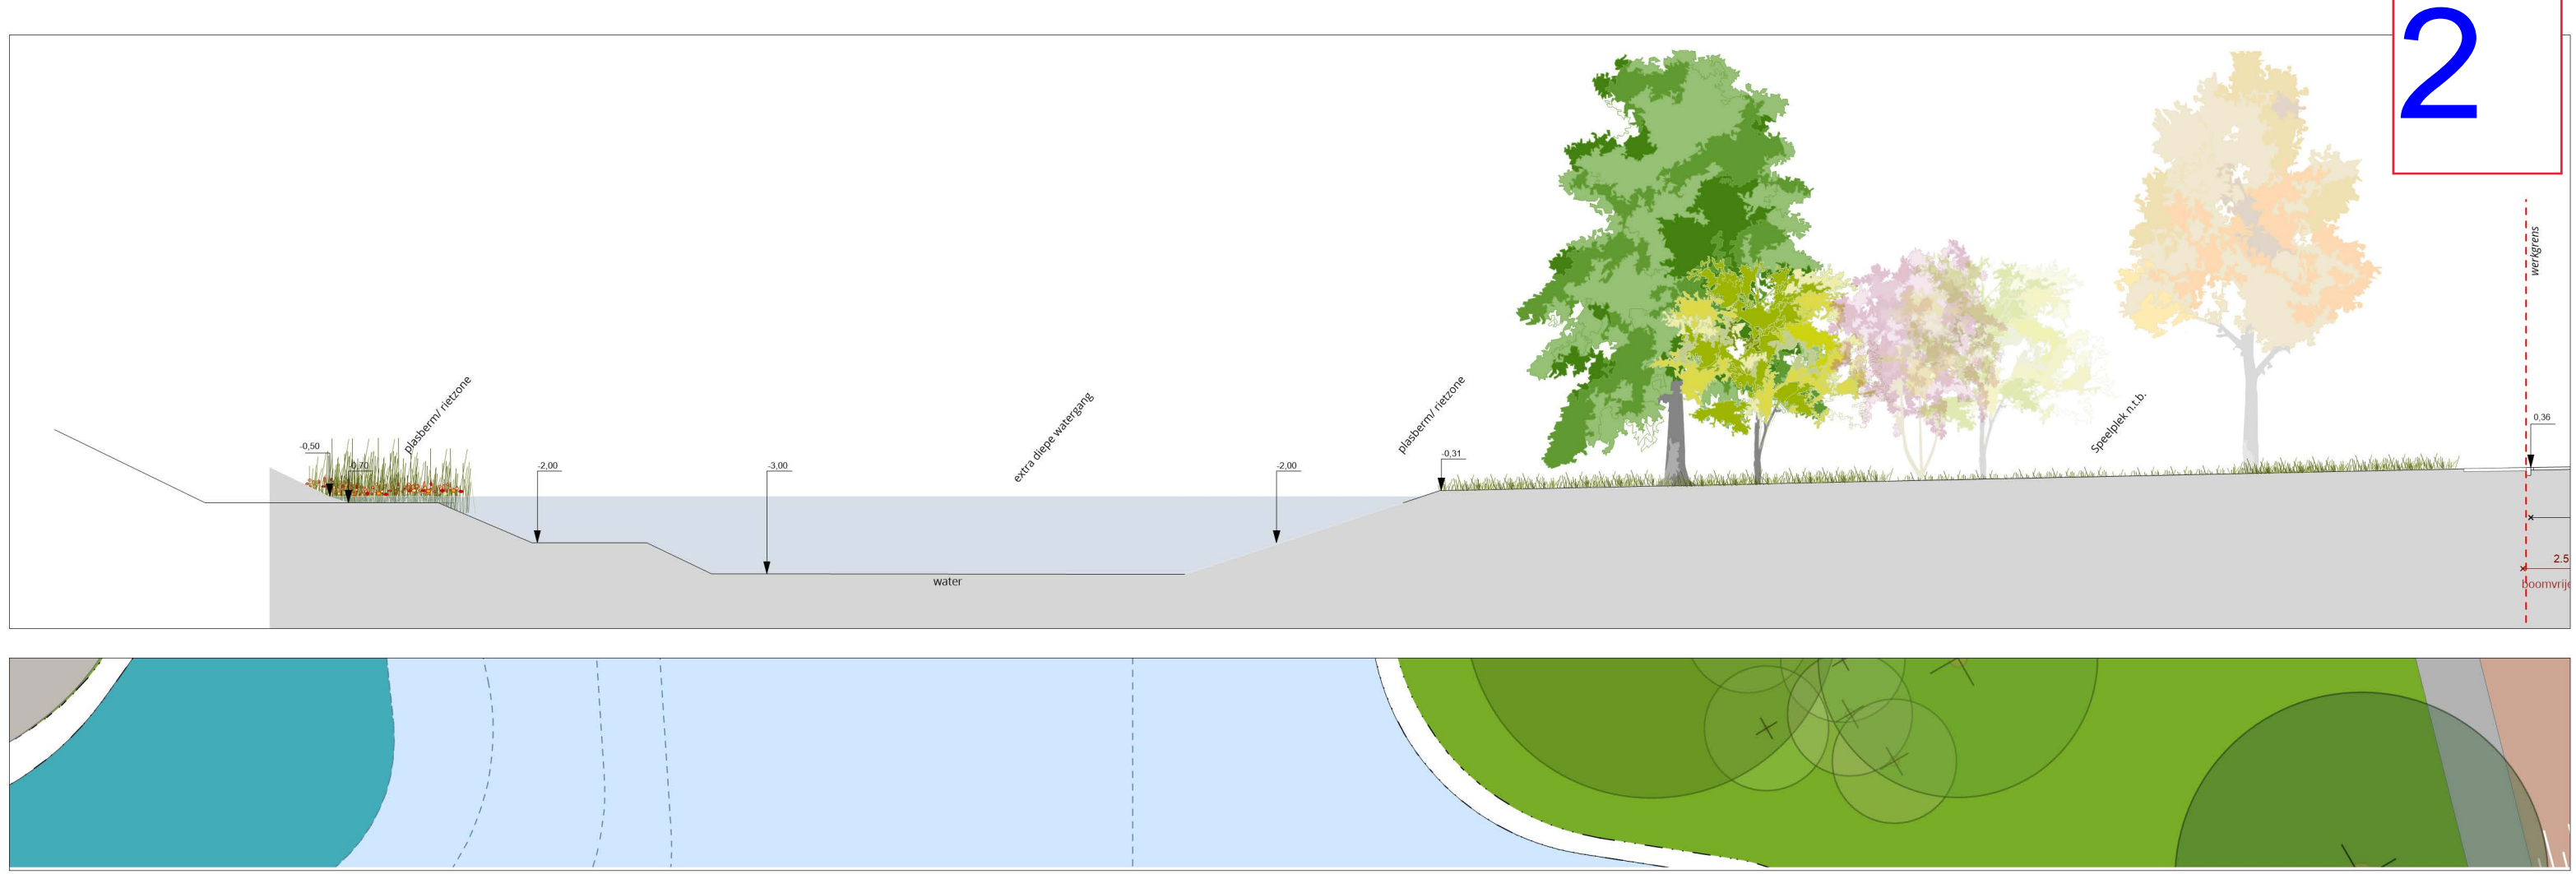 2
werkgrens
plasberm/ rietzone
extra diepe watergang
plasberm/ rietzone
Speelplek n.t.b.
0,36
-0,50
-0,70
-2,00
-3,00
-2,00
-0,31
water
2.5
boomvrije